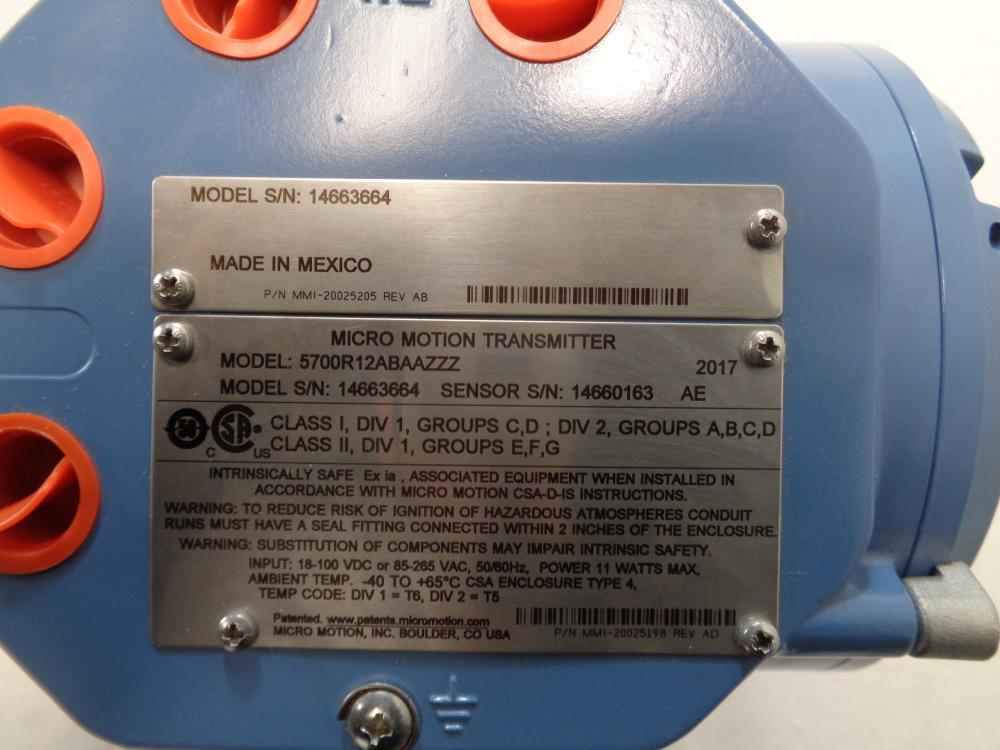 MODEL S/N: 14663664
MADE IN MEXICO
P/N MMI-20025205 REV AB
MICRO MOTION TRANSMITTER
MODEL: 5700R12ABAAZZZ 2017
MODEL S/N: 14663664 SENSOR S/N: 14660163 AE
CLASS I, DIV 1, GROUPS C,D ; DIV 2, GROUPS A,B,C,D
C US CLASS II, DIV 1, GROUPS E,F,G
INTRINSICALLY SAFE Ex ia , ASSOCIATED EQUIPMENT WHEN INSTALLED IN
ACCORDANCE WITH MICRO MOTION CSA-D-IS INSTRUCTIONS.
WARNING: TO REDUCE RISK OF IGNITION OF HAZARDOUS ATMOSPHERES CONDUIT
RUNS MUST HAVE A SEAL FITTING CONNECTED WITHIN 2 INCHES OF THE ENCLOSURE.
WARNING: SUBSTITUTION OF COMPONENTS MAY IMPAIR INTRINSIC SAFETY.
INPUT: 18-100 VDC or 85-265 VAC, 50/60Hz, POWER 11 WATTS MAX,
AMBIENT TEMP. -40 TO +65°C CSA ENCLOSURE TYPE 4,
TEMP CODE: DIV 1 = T6, DIV 2 = T5
Patented. www.patents.micromotion.com
MICRO MOTION, INC. BOULDER, CO USA P/N MMI-20025198 REV AD